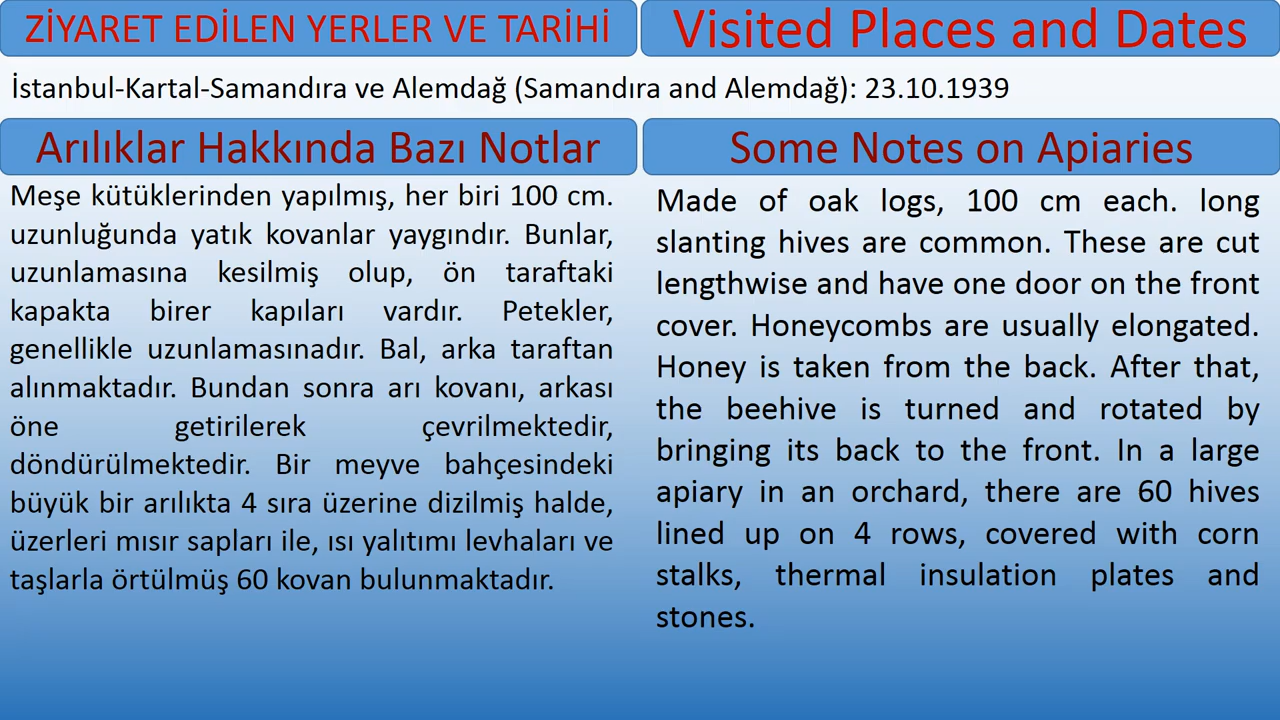 ZİYARET EDİLEN YERLER VE TARİHİ
Visited Places and Dates
İstanbul-Kartal-Samandıra ve Alemdağ (Samandıra and Alemdağ): 23.10.1939
Arılıklar Hakkında Bazı Notlar
Meşe kütüklerinden yapılmış, her biri 100 cm.
uzunluğunda yatık kovanlar yaygındır. Bunlar,
uzunlamasına kesilmiş olup, ön taraftaki
kapakta birer kapıları vardır. Petekler,
genellikle uzunlamasınadır. Bal, arka taraftan
alınmaktadır. Bundan sonra arı kovanı, arkası
öne getirilerek çevrilmektedir,
döndürülmektedir. Bir meyve bahçesindeki
büyük bir arılıkta 4 sıra üzerine dizilmiş halde,
üzerleri mısır sapları ile, ısı yalıtımı levhaları ve
taşlarla örtülmüş 60 kovan bulunmaktadır.
Some Notes on Apiaries
Made of oak logs, 100 cm each. long
slanting hives are common. These are cut
lengthwise and have one door on the front
cover. Honeycombs are usually elongated.
Honey is taken from the back. After that,
the beehive is turned and rotated by
bringing its back to the front. In a large
apiary in an orchard, there are 60 hives
lined up on 4 rows, covered with corn
stalks, thermal insulation plates and
stones.